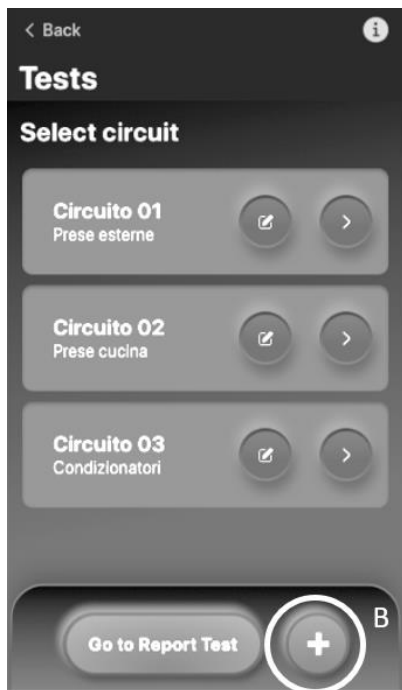 < Back
Tests
Select circuit
Circuito 01
Prese esterne
Circuito 02
Prese cucina
Circuito 03
Condizionatori
Go to Report Test
+
B